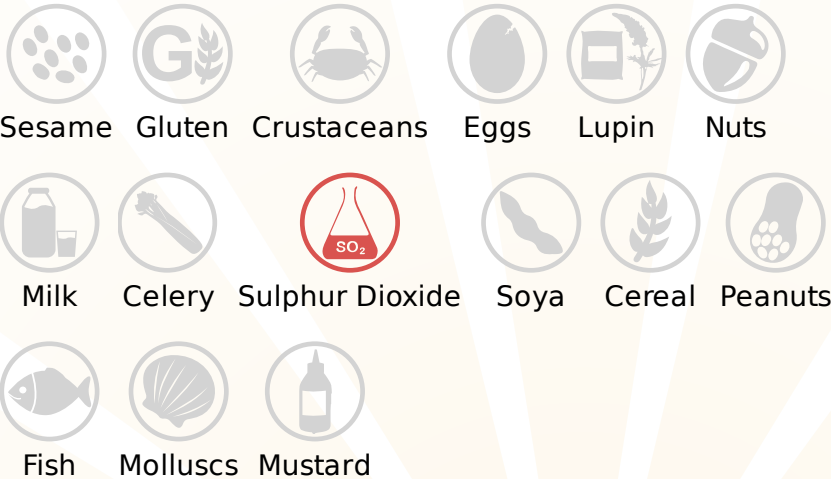 G
Sesame Gluten Crustaceans Eggs Lupin Nuts
SO₂
Milk Celery Sulphur Dioxide Soya Cereal Peanuts
Fish Molluscs Mustard